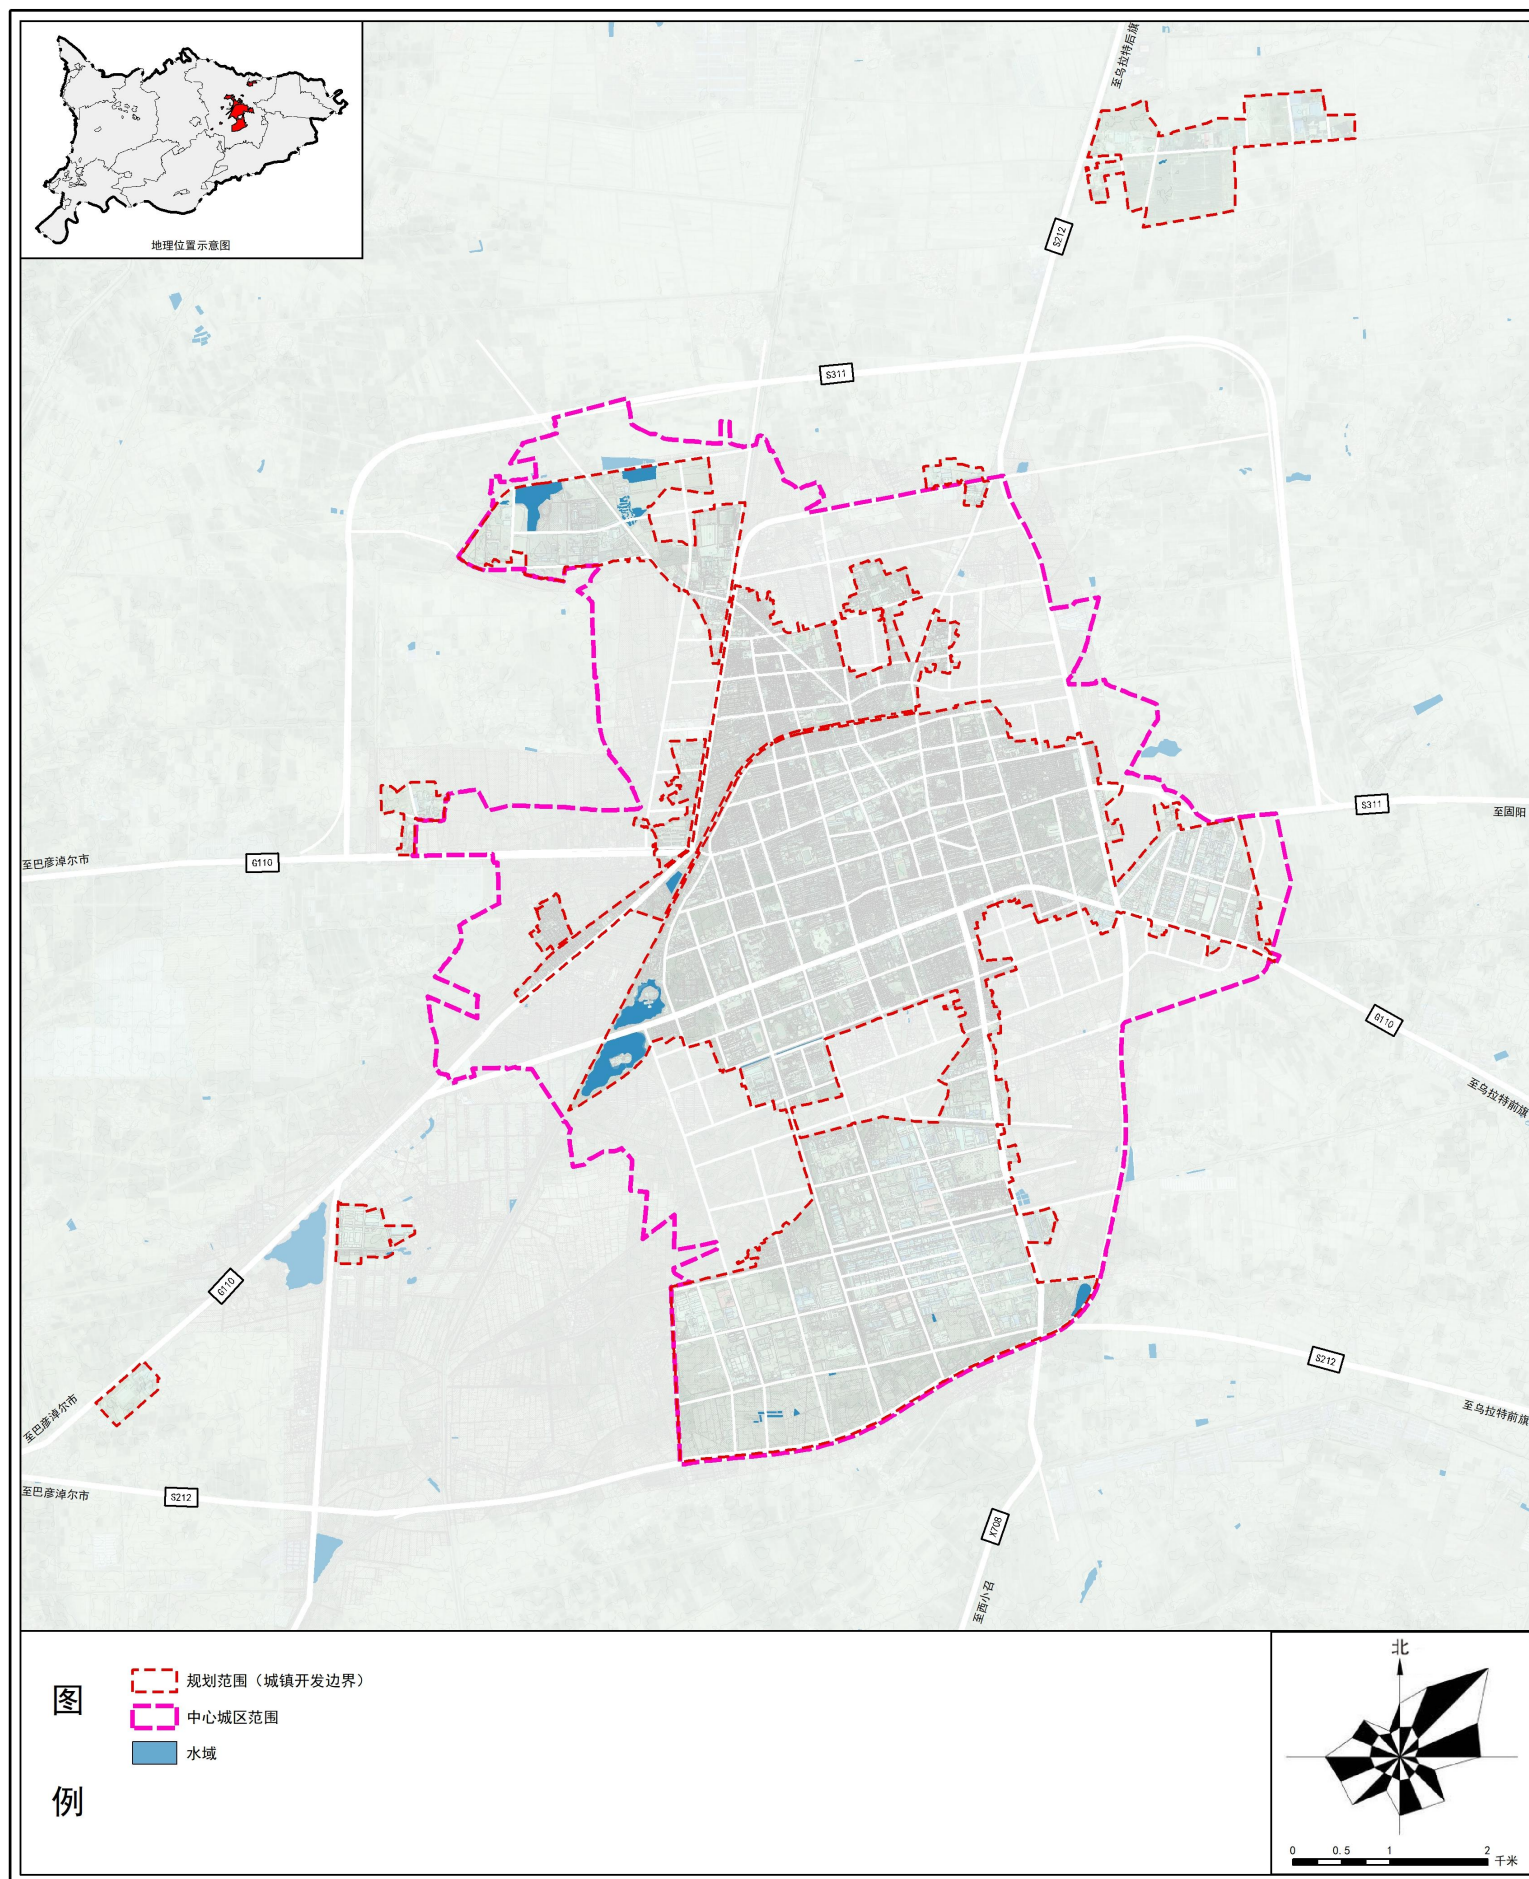 地理位置示意图
至乌拉特后旗
S212
S311
S311
至固阳
至巴彦淖尔市
G110
G110
至乌拉特前旗
G110
S212
至乌拉特前旗
至巴彦淖尔市
至巴彦淖尔市
S212
X708
至西小召
图例
规划范围（城镇开发边界）
中心城区范围
水域
北
0 0.5 1 2 千米